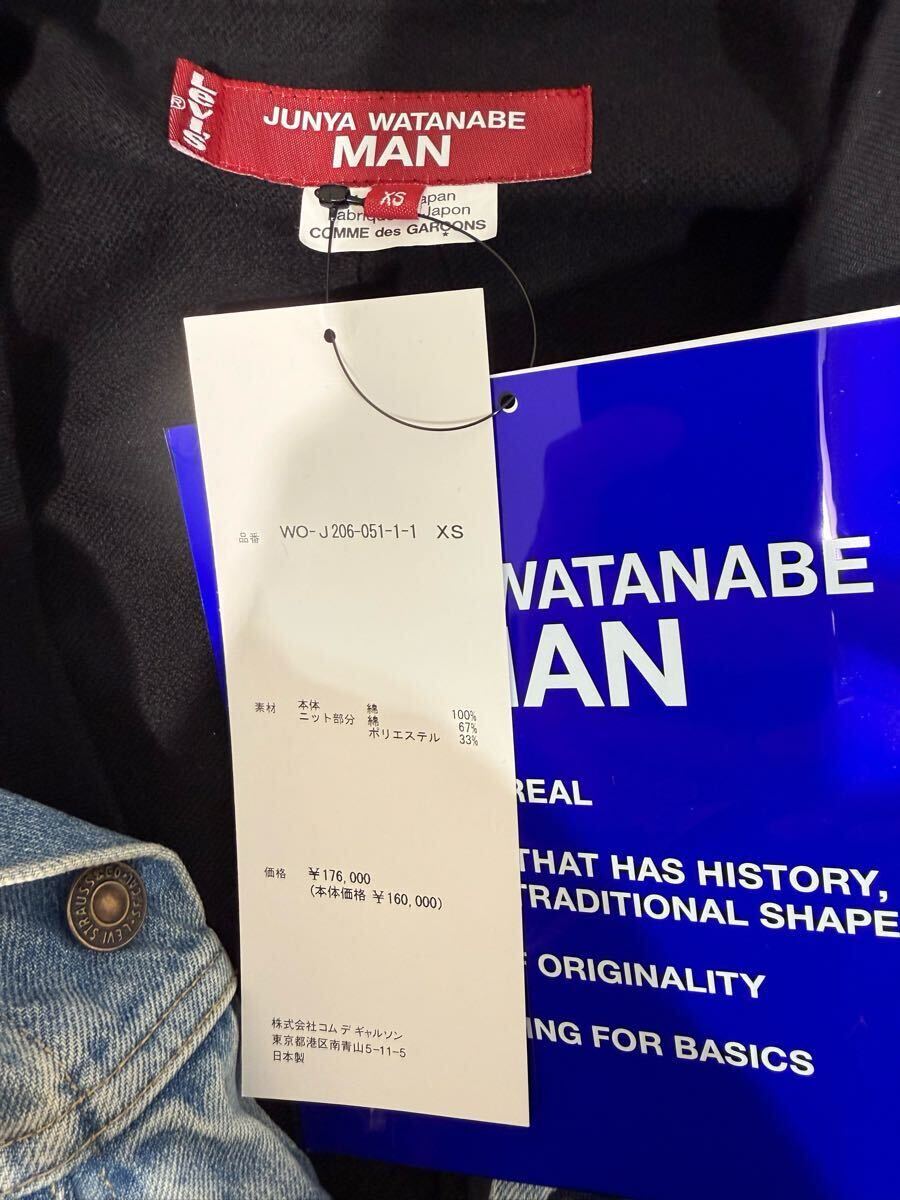 Levi's
®
JUNYA WATANABE
MAN
XS
apan
Fabriqu Japon
COMME des GARÇONS
品番 WO-J206-051-1-1 XS
素材 本体 綿 100%
ニット部分 綿 67%
ポリエステル 33%
価格 ¥176,000
(本体価格 ¥160,000)
株式会社コム デ ギャルソン
東京都港区南青山5-11-5
日本製
WATANABE
MAN
REAL
THAT HAS HISTORY,
TRADITIONAL SHAPE
ORIGINALITY
ING FOR BASICS
LEVI STRAUSS & CO. S.F. CAL.